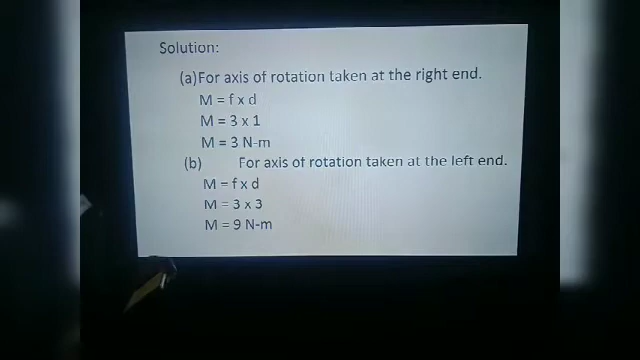 Solution:
(a)For axis of rotation taken at the right end.
M = f x d
M = 3 x 1
M = 3 N-m
(b) For axis of rotation taken at the left end.
M = f x d
M = 3 x 3
M = 9 N-m